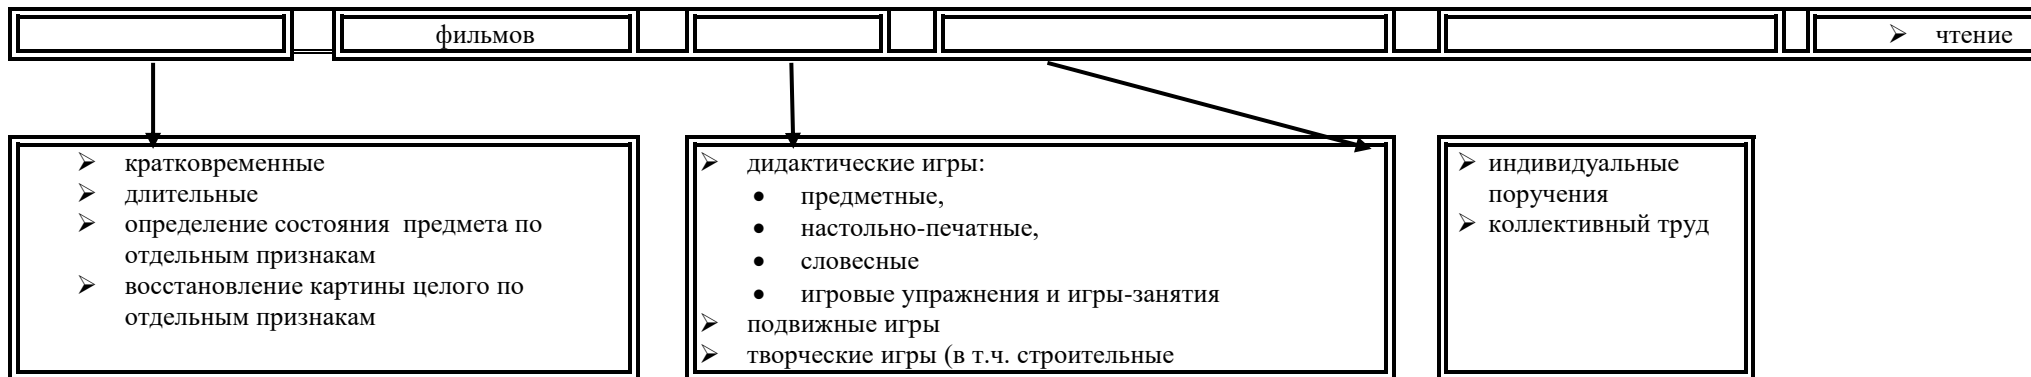 фильмов
➢ чтение
➢ кратковременные
➢ длительные
➢ определение состояния предмета по
отдельным признакам
➢ восстановление картины целого по
отдельным признакам
➢ дидактические игры:
• предметные,
• настольно-печатные,
• словесные
• игровые упражнения и игры-занятия
➢ подвижные игры
➢ творческие игры (в т.ч. строительные
➢ индивидуальные
поручения
➢ коллективный труд